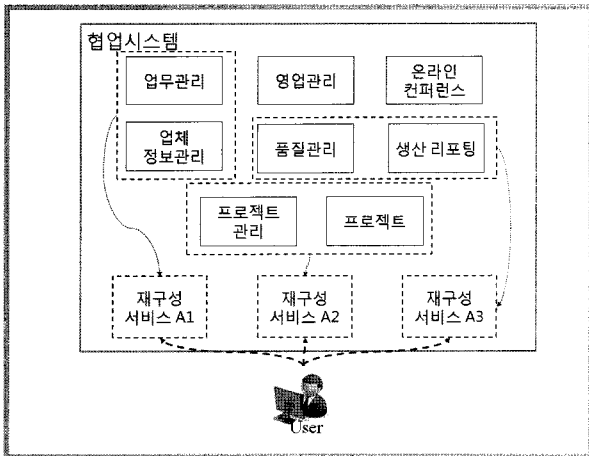 협업시스템
업무관리
영업관리
온라인
컨퍼런스
업체
정보관리
품질관리
생산 리포팅
프로젝트
관리
프로젝트
재구성
서비스 A1
재구성
서비스 A2
재구성
서비스 A3
User